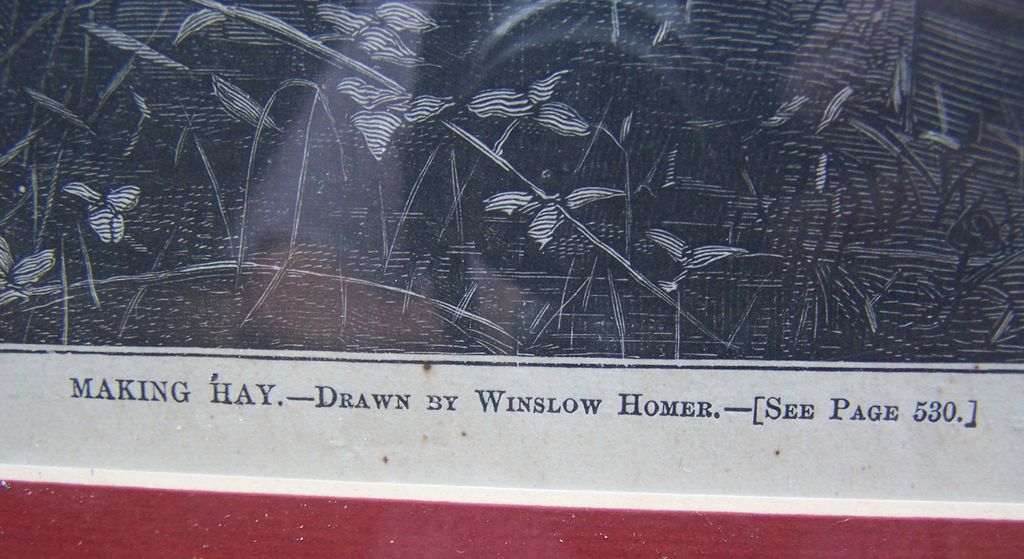 MAKING HAY.—Drawn by Winslow Homer.—[See Page 530.]